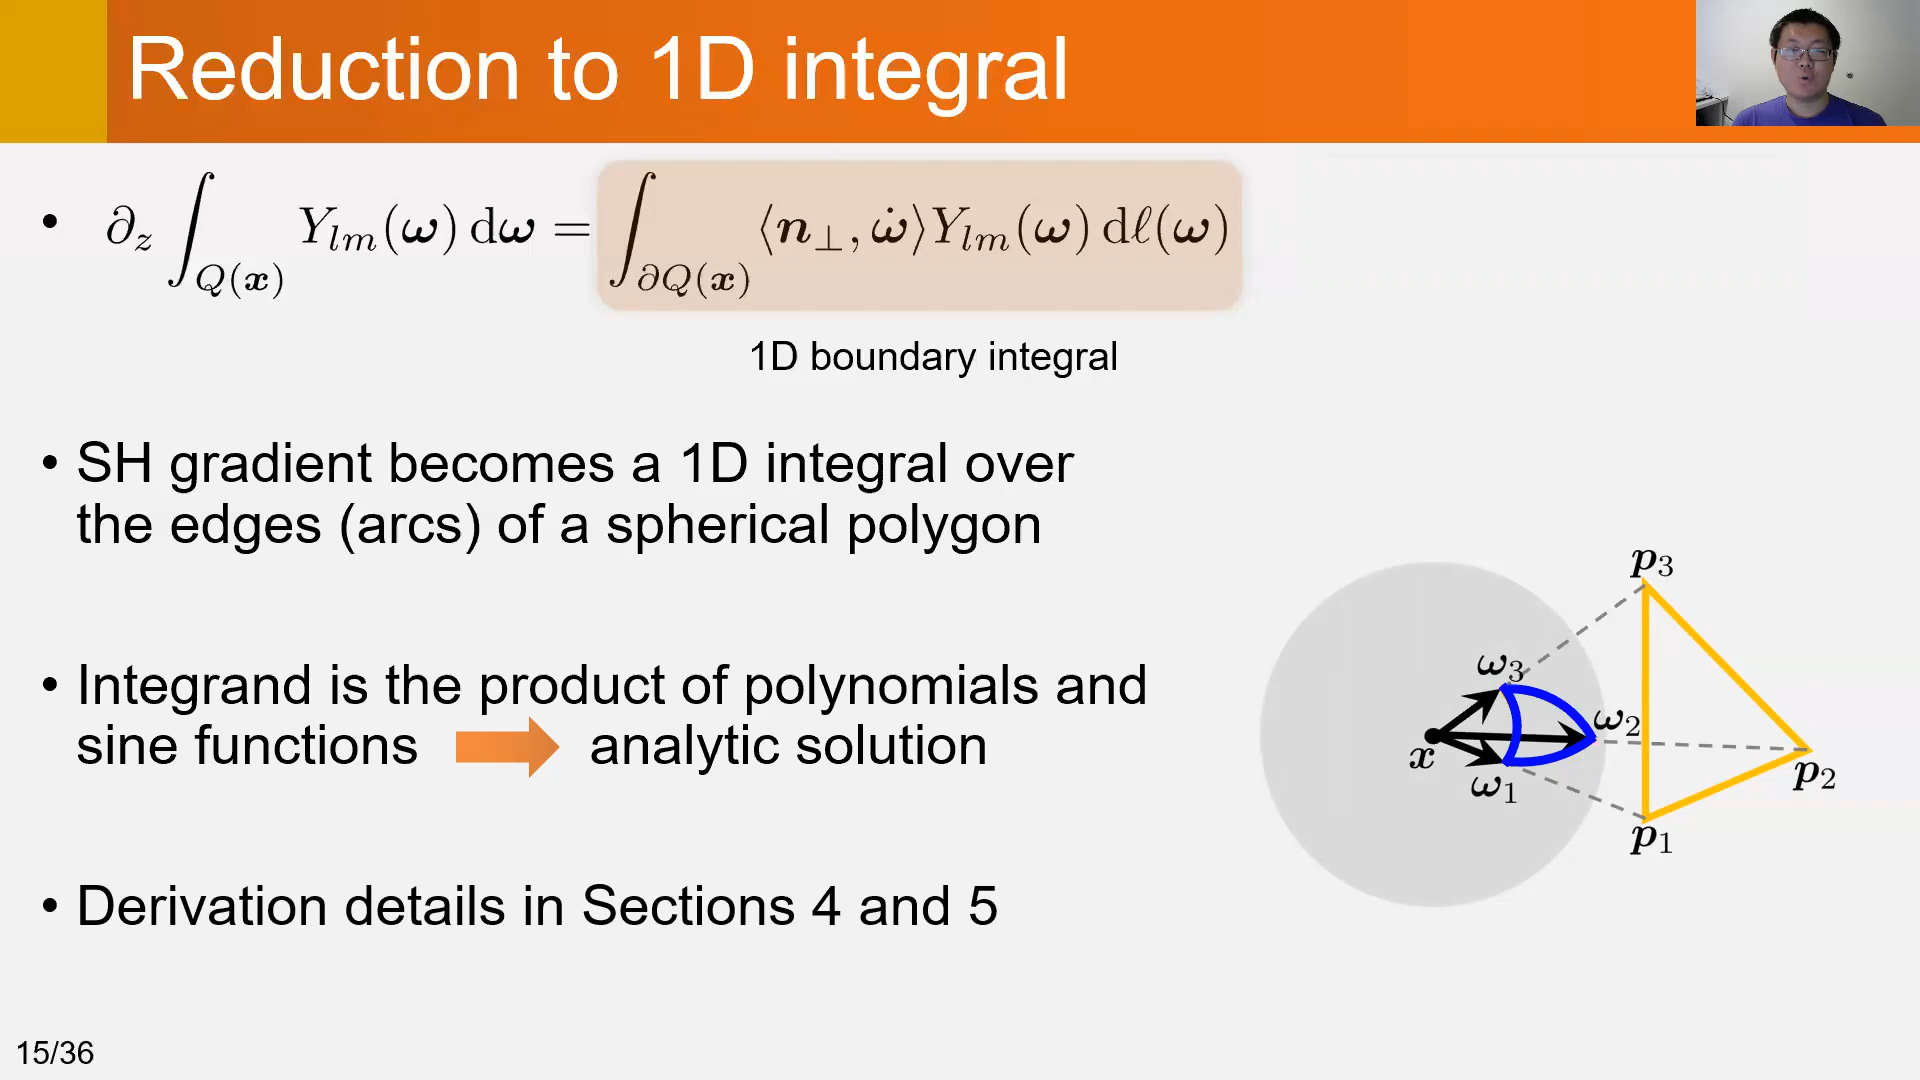 Reduction to 1D integral
• ∂_z ∫_{Q(x)} Y_{lm}(ω) dω = ∫_{∂Q(x)} ⟨n_⊥, ω̇⟩Y_{lm}(ω) dℓ(ω)
1D boundary integral
• SH gradient becomes a 1D integral over
the edges (arcs) of a spherical polygon
• Integrand is the product of polynomials and
sine functions analytic solution
• Derivation details in Sections 4 and 5
p₃
ω₃
ω₂
x
ω₁
p₂
p₁
15/36